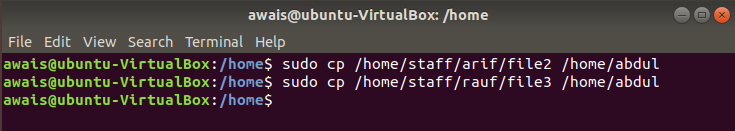 awais@ubuntu-VirtualBox: /home
File Edit View Search Terminal Help
awais@ubuntu-VirtualBox:/home$ sudo cp /home/staff/arif/file2 /home/abdul
awais@ubuntu-VirtualBox:/home$ sudo cp /home/staff/rauf/file3 /home/abdul
awais@ubuntu-VirtualBox:/home$